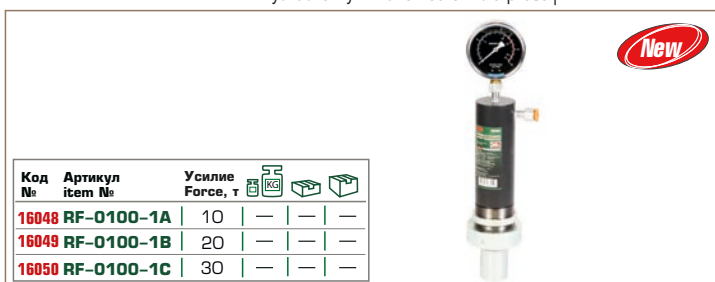 New
Код Артикул Усилие
№ item № Force, т KG
16048 RF-0100-1A 10 — — —
16049 RF-0100-1B 20 — — —
16050 RF-0100-1C 30 — — —